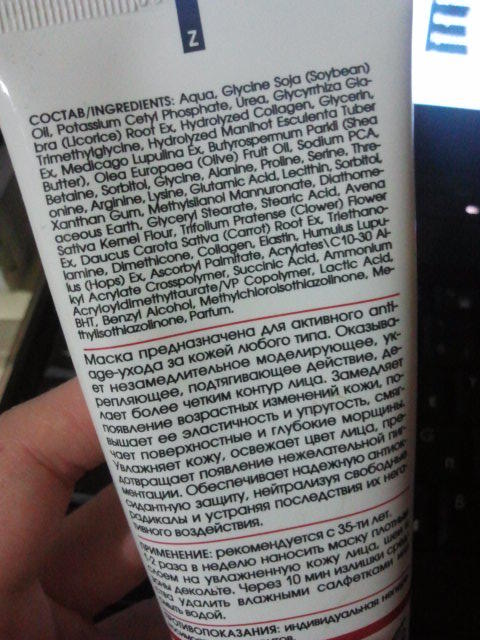 Z
СОСТАВ/INGREDIENTS: Aqua, Glycine Soja (Soybean)
Oil, Potassium Cetyl Phosphate, Urea, Glycyrrhiza Gla-
bra (Licorice) Root Ex, Hydrolyzed Collagen, Glycerin,
Trimethylglycine, Hydrolyzed Manihot Esculenta Tuber
Ex, Medicago Lupulina Ex, Butyrospermum Parkii (Shea
Butter), Olea Europaea (Olive) Fruit Oil, Sodium PCA,
Betaine, Sorbitol, Glycine, Alanine, Proline, Serine, Thre-
onine, Arginine, Lysine, Glutamic Acid, Lecithin, Sorbitol,
Xanthan Gum, Methylsilanol Mannuronate, Diathome-
aceous Earth, Glyceryl Stearate, Stearic Acid, Avena
Sativa Kernel Flour, Trifolium Pratense (Clower) Flower
Ex, Daucus Carota Sativa (Carrot) Root Ex, Triethano-
lamine, Dimethicone, Collagen, Elastin, Humulus Lupu-
lus (Hops) Ex, Ascorbyl Palmitate, Acrylates\C10-30 Al-
kyl Acrylate Crosspolymer, Succinic Acid, Ammonium
Acryloyldimethyltaurate/VP Copolymer, Lactic Acid,
BHT, Benzyl Alcohol, Methylchloroisothiazolinone, Me-
thylisothiazolinone, Parfum.
Маска предназначена для активного anti-
age-ухода за кожей любого типа. Оказыва-
ет незамедлительное моделирующее, ук-
репляющее, подтягивающее действие, де-
лает более четким контур лица. Замедляет
появление возрастных изменений кожи, по-
вышает ее эластичность и упругость, смяг-
чает поверхностные и глубокие морщины.
Увлажняет кожу, освежает цвет лица, пре-
дотвращает появление нежелательной пиг-
ментации. Обеспечивает надежную антиок-
сидантную защиту, нейтрализуя свободные
радикалы и устраняя последствия их нега-
тивного воздействия.
ПРИМЕНЕНИЕ: рекомендуется с 35-ти лет.
1-2 раза в неделю наносить маску плотным
слоем на увлажненную кожу лица, шеи
декольте. Через 10 мин излишки
удалить влажными салфетками
водой.
ПРОТИВОПОКАЗАНИЯ: индивидуальная